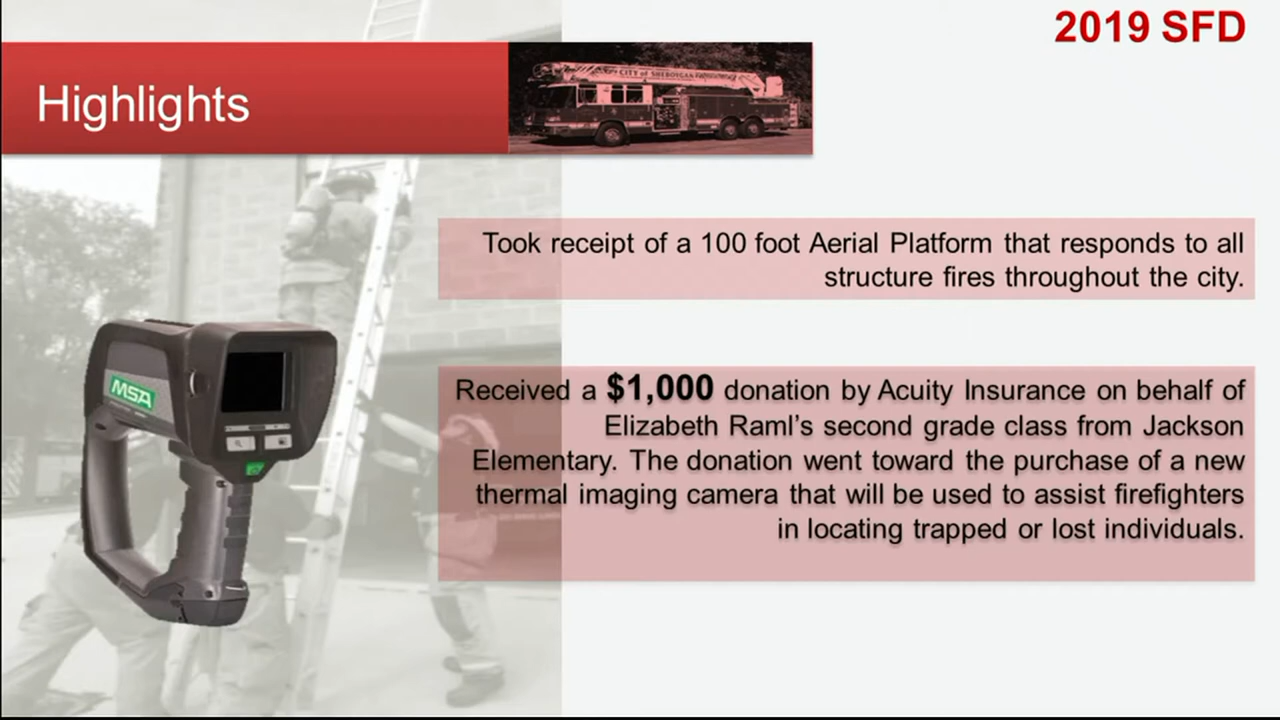 2019 SFD
Highlights
CITY of SHEBOYGAN
Took receipt of a 100 foot Aerial Platform that responds to all
structure fires throughout the city.
MSA
Received a $1,000 donation by Acuity Insurance on behalf of
Elizabeth Raml’s second grade class from Jackson
Elementary. The donation went toward the purchase of a new
thermal imaging camera that will be used to assist firefighters
in locating trapped or lost individuals.